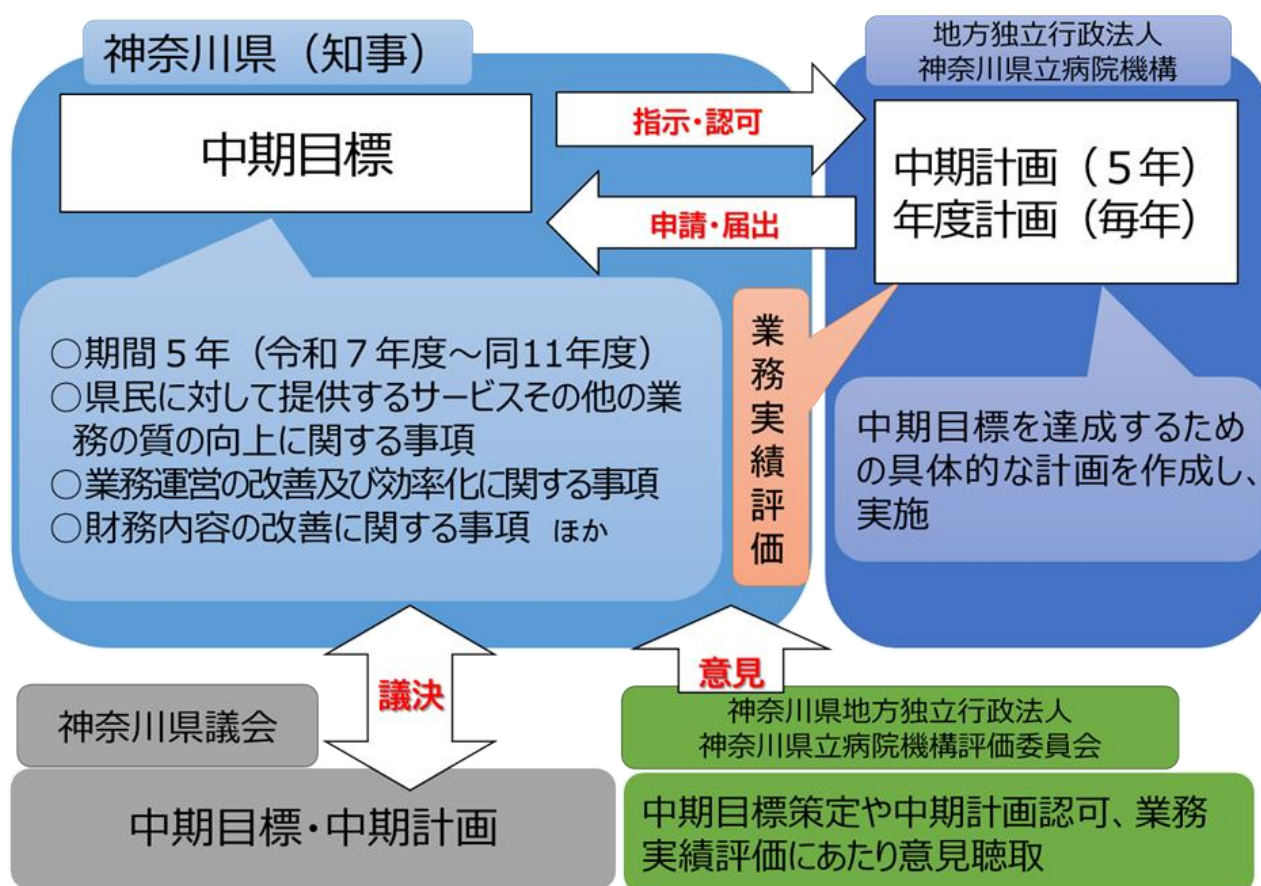 神奈川県（知事）
中期目標
指示・認可
申請・届出
地方独立行政法人
神奈川県立病院機構
中期計画（５年）
年度計画（毎年）
○期間５年（令和７年度～同11年度）
○県民に対して提供するサービスその他の業
務の質の向上に関する事項
○業務運営の改善及び効率化に関する事項
○財務内容の改善に関する事項　ほか
業務実績評価
中期目標を達成するため
の具体的な計画を作成し、
実施
議決
意見
神奈川県議会
中期目標・中期計画
神奈川県地方独立行政法人
神奈川県立病院機構評価委員会
中期目標策定や中期計画認可、業務
実績評価にあたり意見聴取